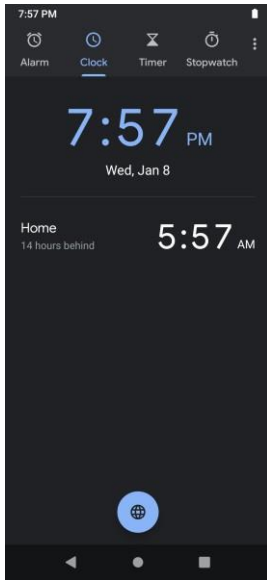 7:57 PM
Alarm Clock Timer Stopwatch
7:57 PM
Wed, Jan 8
Home
14 hours behind
5:57 AM